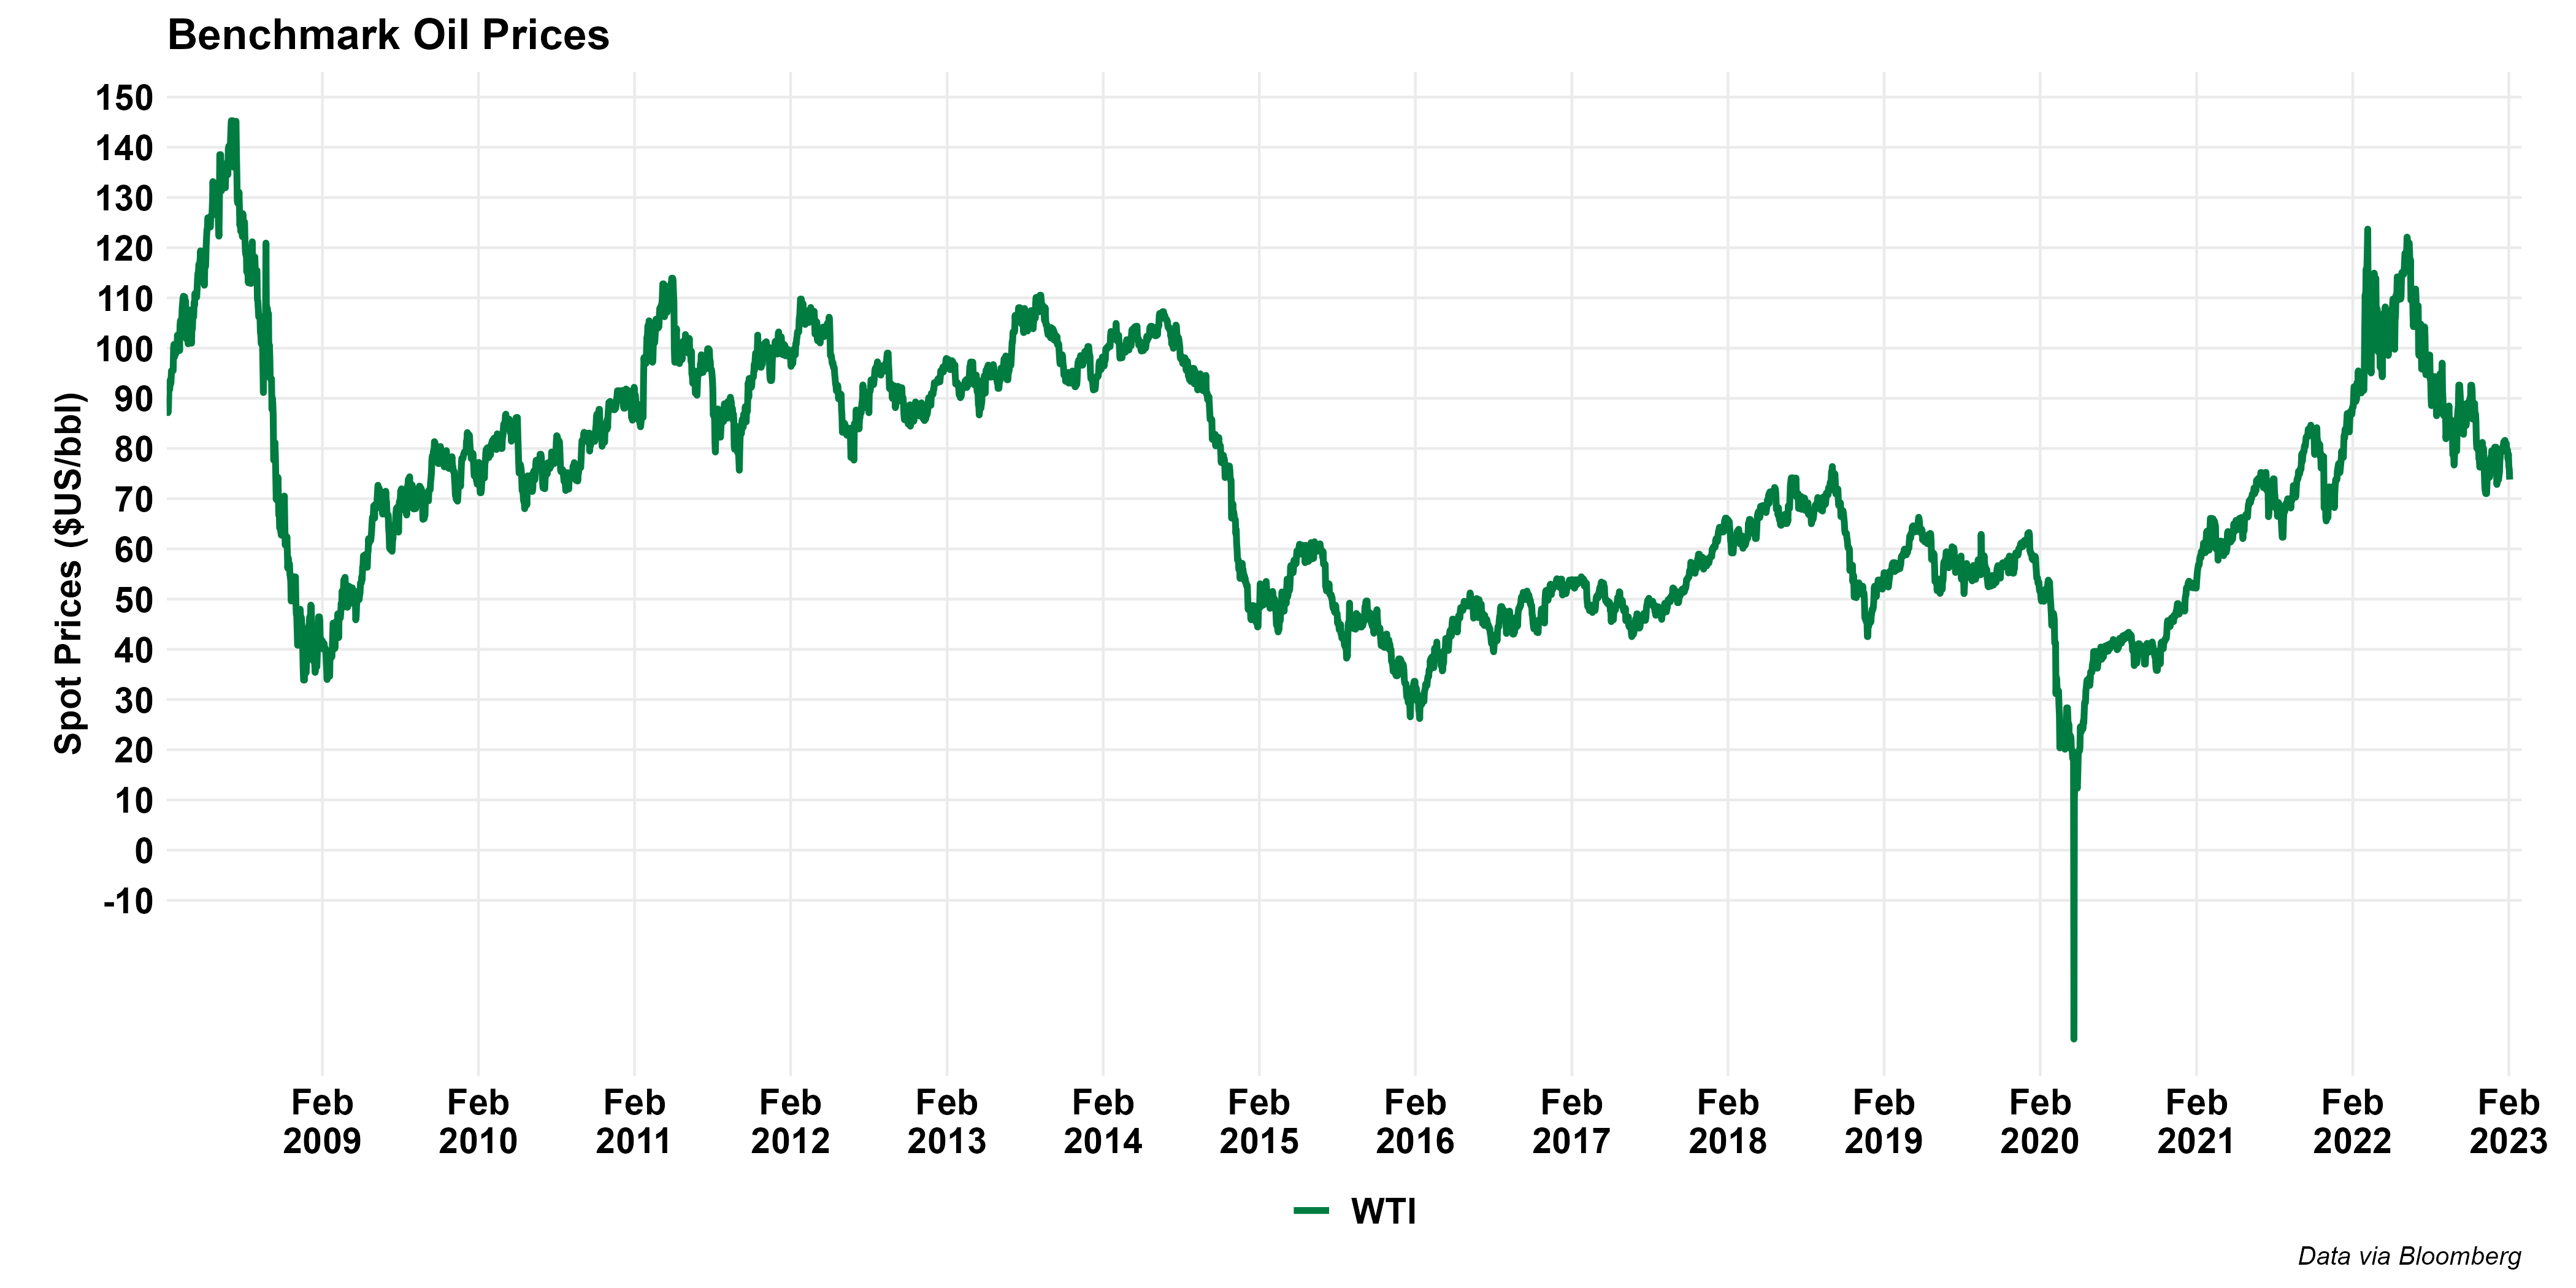 Benchmark Oil Prices
Spot Prices ($US/bbl)
150
140
130
120
110
100
90
80
70
60
50
40
30
20
10
0
-10
Feb 2009
Feb 2010
Feb 2011
Feb 2012
Feb 2013
Feb 2014
Feb 2015
Feb 2016
Feb 2017
Feb 2018
Feb 2019
Feb 2020
Feb 2021
Feb 2022
Feb 2023
WTI
Data via Bloomberg